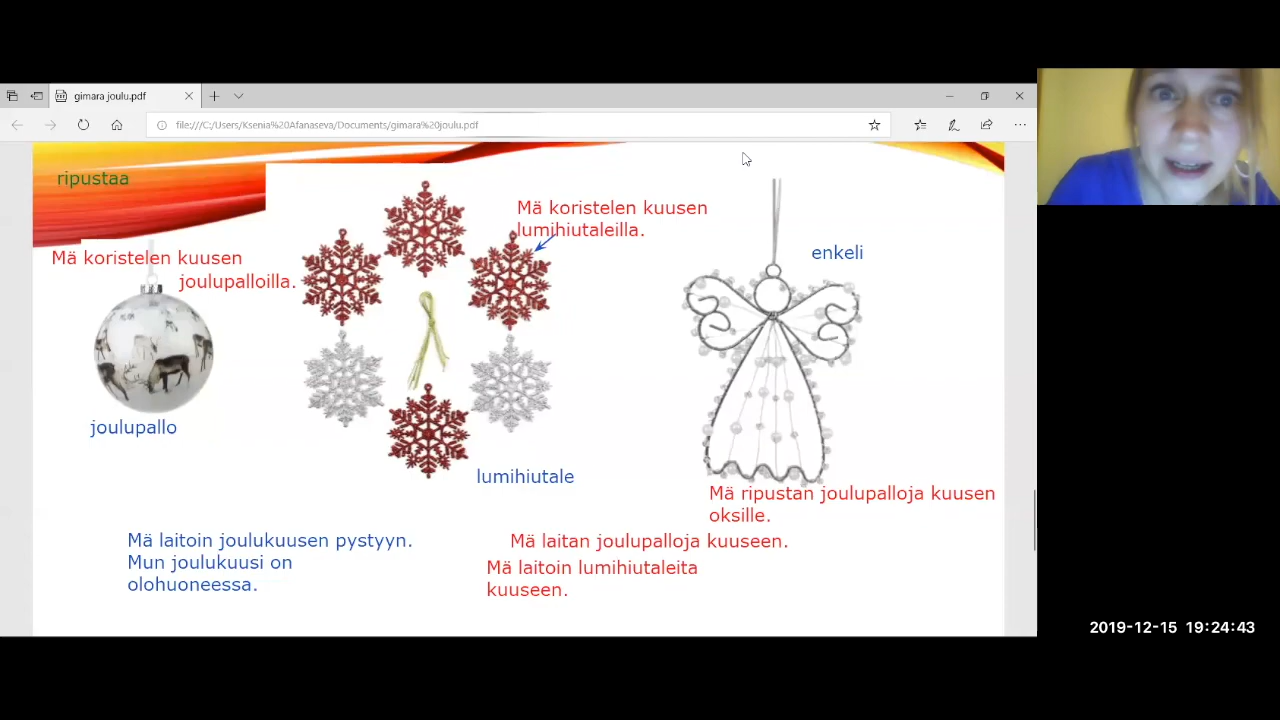 gimara joulu.pdf
file:///C:/Users/Ksenia%20Afanaseva/Documents/gimara%20joulu.pdf
ripustaa
Mä koristelen kuusen
joulupalloilla.
joulupallo
Mä koristelen kuusen
lumihiutaleilla.
lumihiutale
enkeli
Mä ripustan joulupalloja kuusen
oksille.
Mä laitoin joulukuusen pystyyn.
Mun joulukuusi on
olohuoneessa.
Mä laitan joulupalloja kuuseen.
Mä laitoin lumihiutaleita
kuuseen.
2019-12-15 19:24:43